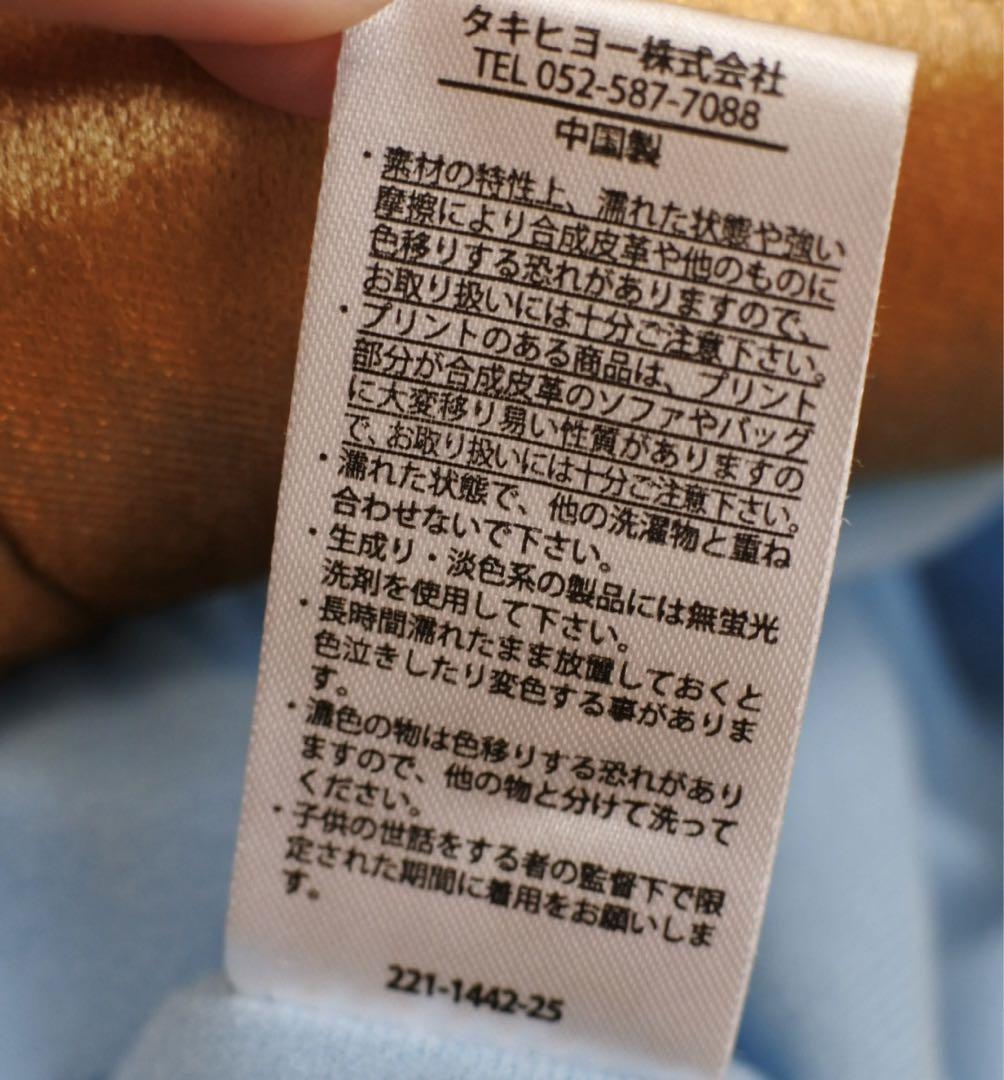 タキヒヨー株式会社
TEL 052-587-7088
中国製
・素材の特性上、濡れた状態や強い
摩擦により合成皮革や他のものに
色移りする恐れがありますので、
お取り扱いには十分ご注意下さい。
・プリントのある商品は、プリント
部分が合成皮革のソファやバッグ
に大変移り易い性質がありますの
で、お取り扱いには十分ご注意下さい。
・濡れた状態で、他の洗濯物と重ね
合わせないで下さい。
・生成り・淡色系の製品には無蛍光
洗剤を使用して下さい。
・長時間濡れたまま放置しておくと
色泣きしたり変色する事がありま
す。
・濃色の物は色移りする恐れがあり
ますので、他の物と分けて洗って
ください。
・子供の世話をする者の監督下で限
定された期間に着用をお願いしま
す。
221-1442-25